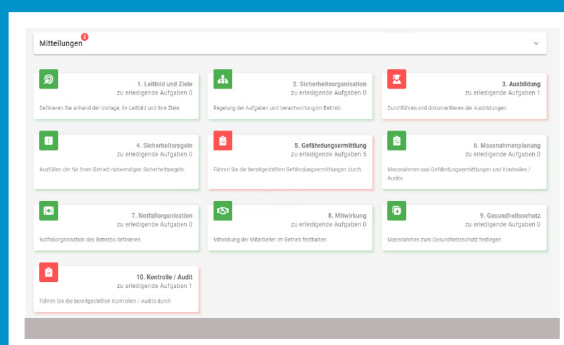 Mitteilungen 2
1. Leitbild und Ziele
zu erledigende Aufgaben 0
Definieren Sie anhand der Vorlage, ihr Leitbild und ihre Ziele
2. Sicherheitsorganisation
zu erledigende Aufgaben 0
Regelung der Aufgaben und Verantwortung im Betrieb.
3. Ausbildung
zu erledigende Aufgaben 1
Durchführen und dokumentieren der Ausbildungen
4. Sicherheitsregeln
zu erledigende Aufgaben 0
Ausfüllen der für Ihren Betrieb notwendigen Sicherheitsregeln.
5. Gefährdungsermittlung
zu erledigende Aufgaben 5
Führen Sie die bereitgestellten Gefährdungsermittlungen durch
6. Massnahmenplanung
zu erledigende Aufgaben 0
Massnahmen aus Gefährdungsermittlungen und Kontrollen /
Audits
7. Notfallorganisation
zu erledigende Aufgaben 0
Notfallorganisation des Betriebs definieren
8. Mitwirkung
zu erledigende Aufgaben 0
Mitwirkung der Mitarbeiter im Betrieb festhalten
9. Gesundheitsschutz
zu erledigende Aufgaben 0
Massnahmen zum Gesundheitsschutz festlegen
10. Kontrolle / Audit
zu erledigende Aufgaben 1
Führen Sie die bereitgestellten Kontrollen / Audits durch